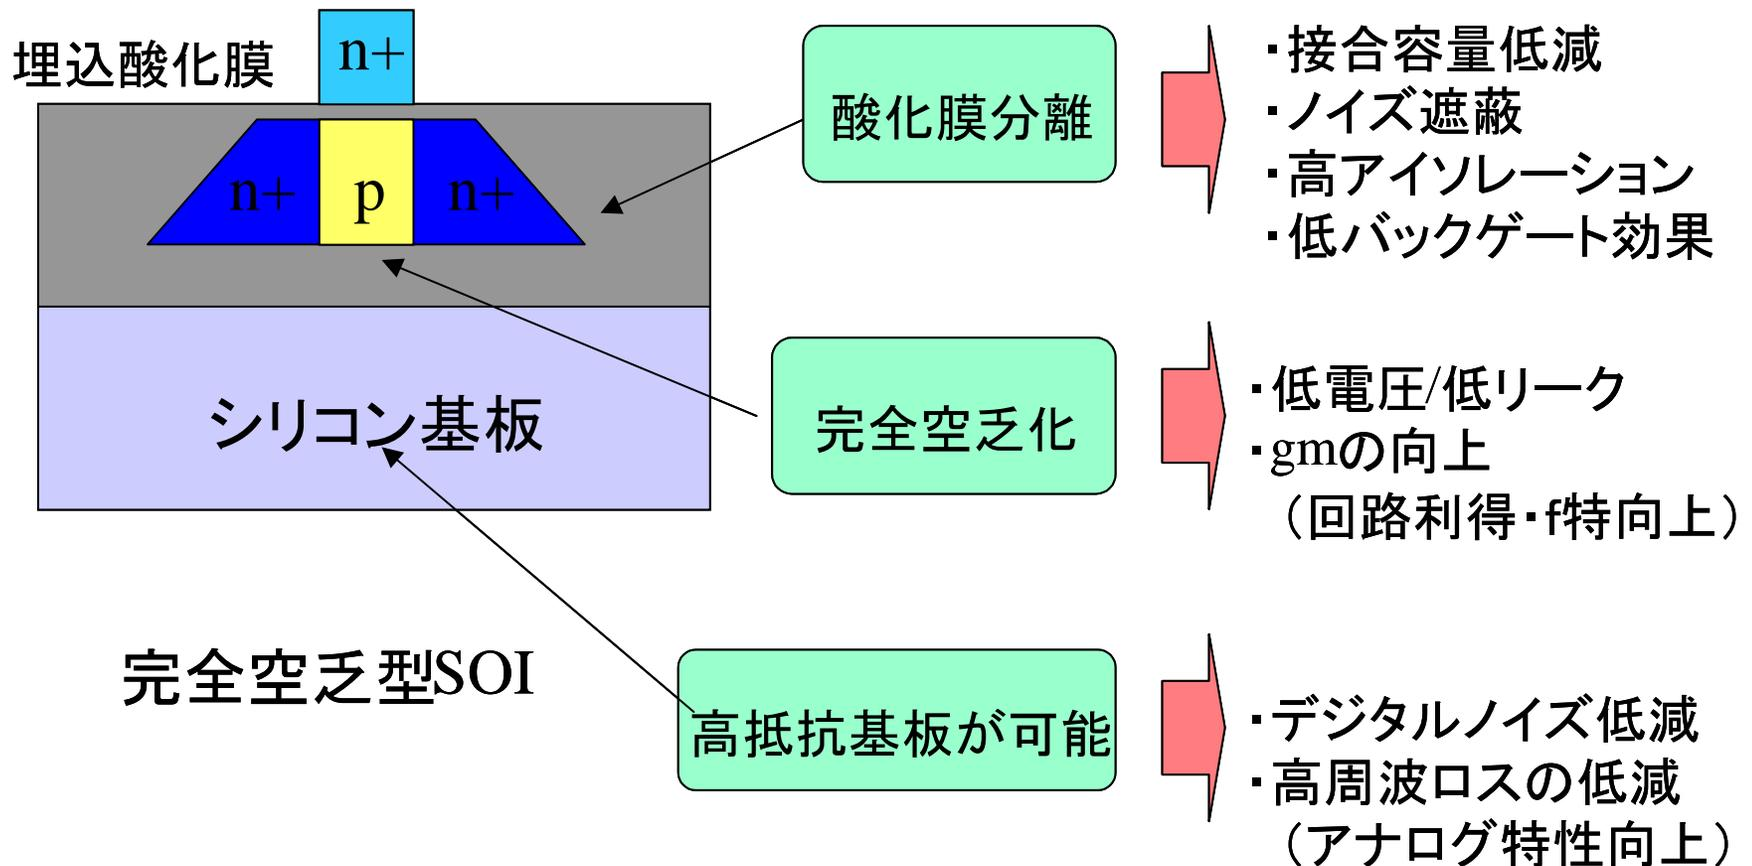 埋込酸化膜
n+
n+
p
n+
シリコン基板
完全空乏型SOI
酸化膜分離
・接合容量低減
・ノイズ遮蔽
・高アイソレーション
・低バックゲート効果
完全空乏化
・低電圧/低リーク
・gmの向上
（回路利得・f特向上）
高抵抗基板が可能
・デジタルノイズ低減
・高周波ロスの低減
（アナログ特性向上）